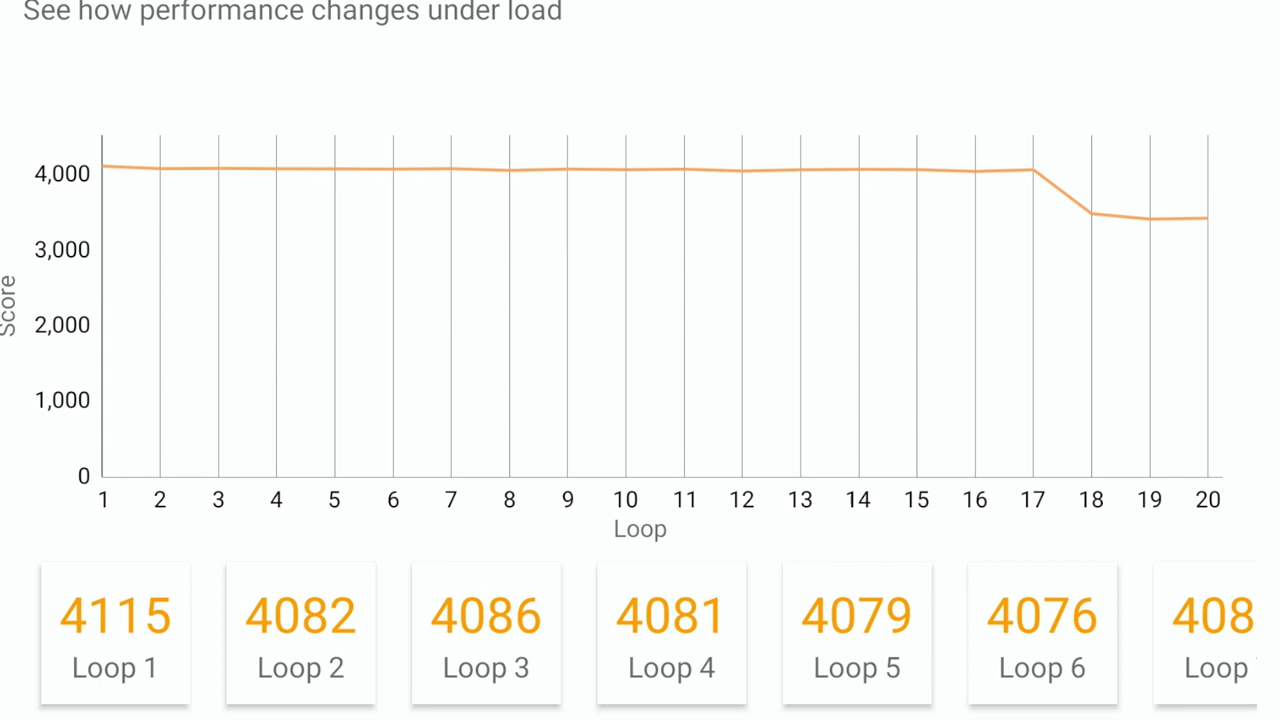 See how performance changes under load
4,000
3,000
2,000
1,000
0
Score
1 2 3 4 5 6 7 8 9 10 11 12 13 14 15 16 17 18 19 20
Loop
4115 4082 4086 4081 4079 4076 408
Loop 1 Loop 2 Loop 3 Loop 4 Loop 5 Loop 6 Loop